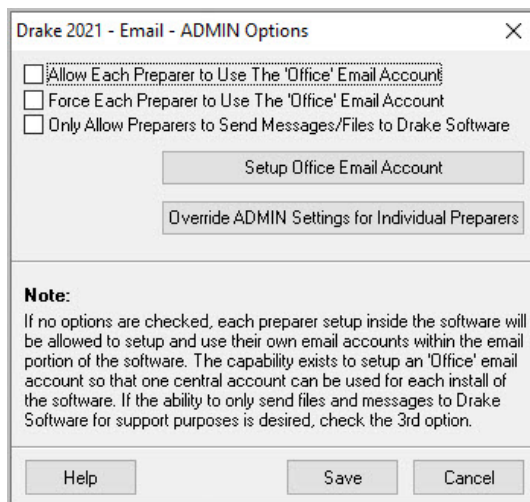 Drake 2021 - Email - ADMIN Options
Allow Each Preparer to Use The 'Office' Email Account
Force Each Preparer to Use The 'Office' Email Account
Only Allow Preparers to Send Messages/Files to Drake Software
Setup Office Email Account
Override ADMIN Settings for Individual Preparers
Note:
If no options are checked, each preparer setup inside the software will
be allowed to setup and use their own email accounts within the email
portion of the software. The capability exists to setup an 'Office' email
account so that one central account can be used for each install of
the software. If the ability to only send files and messages to Drake
Software for support purposes is desired, check the 3rd option.
Help
Save
Cancel